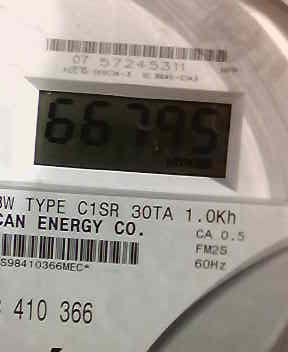 07 57245311
66795
3W TYPE C1SR 30TA 1.0Kh
CAN ENERGY CO.
CA 0.5
FM2S
60Hz
S98410366MEC*
410 366